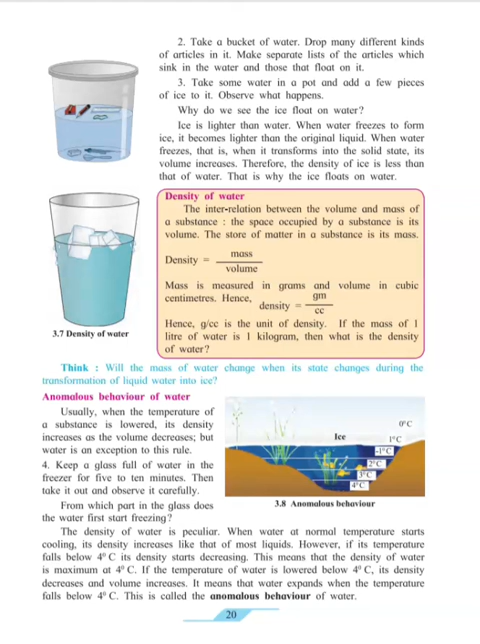 2. Take a bucket of water. Drop many different kinds
of articles in it. Make separate lists of the articles which
sink in the water and those that float on it.
3. Take some water in a pot and add a few pieces
of ice to it. Observe what happens.
Why do we see the ice float on water?
Ice is lighter than water. When water freezes to form
ice, it becomes lighter than the original liquid. When water
freezes, that is, when it transforms into the solid state, its
volume increases. Therefore, the density of ice is less than
that of water. That is why the ice floats on water.
Density of water
The inter-relation between the volume and mass of
a substance : the space occupied by a substance is its
volume. The store of matter in a substance is its mass.
Density = mass
volume
Mass is measured in grams and volume in cubic
centimetres. Hence, density = gm
cc
Hence, g/cc is the unit of density. If the mass of 1
litre of water is 1 kilogram, then what is the density
of water?
3.7 Density of water
Think : Will the mass of water change when its state changes during the
transformation of liquid water into ice?
Anomalous behaviour of water
Usually, when the temperature of
a substance is lowered, its density
increases as the volume decreases; but
water is an exception to this rule.
4. Keep a glass full of water in the
freezer for five to ten minutes. Then
take it out and observe it carefully.
From which part in the glass does
the water first start freezing?
0°C
Ice
1°C
-1°C
2°C
3°C
4°C
3.8 Anomalous behaviour
The density of water is peculiar. When water at normal temperature starts
cooling, its density increases like that of most liquids. However, if its temperature
falls below 4° C its density starts decreasing. This means that the density of water
is maximum at 4° C. If the temperature of water is lowered below 4° C, its density
decreases and volume increases. It means that water expands when the temperature
falls below 4° C. This is called the anomalous behaviour of water.
20